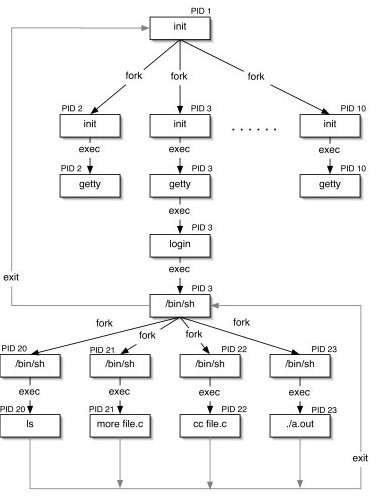 PID 1
init
fork fork fork
PID 2 PID 3 PID 10
init init . . . . . . init
exec exec exec
PID 2 PID 3 PID 10
getty getty getty
exec
PID 3
login
exec
exit
PID 3
/bin/sh
fork fork fork fork
PID 20 PID 21 PID 22 PID 23
/bin/sh /bin/sh /bin/sh /bin/sh
exec exec exec exec
PID 20 PID 21 PID 22 PID 23
ls more file.c cc file.c ./a.out
exit